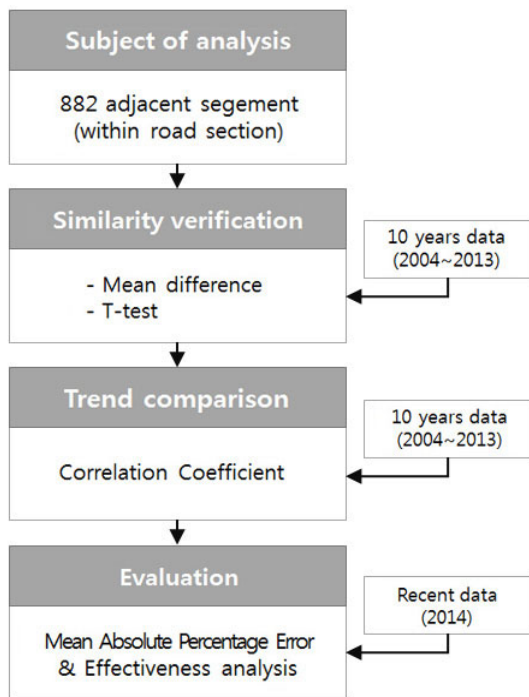 Subject of analysis
882 adjacent segement
(within road section)
Similarity verification
- Mean difference
- T-test
10 years data
(2004~2013)
Trend comparison
Correlation Coefficient
10 years data
(2004~2013)
Evaluation
Mean Absolute Percentage Error
& Effectiveness analysis
Recent data
(2014)